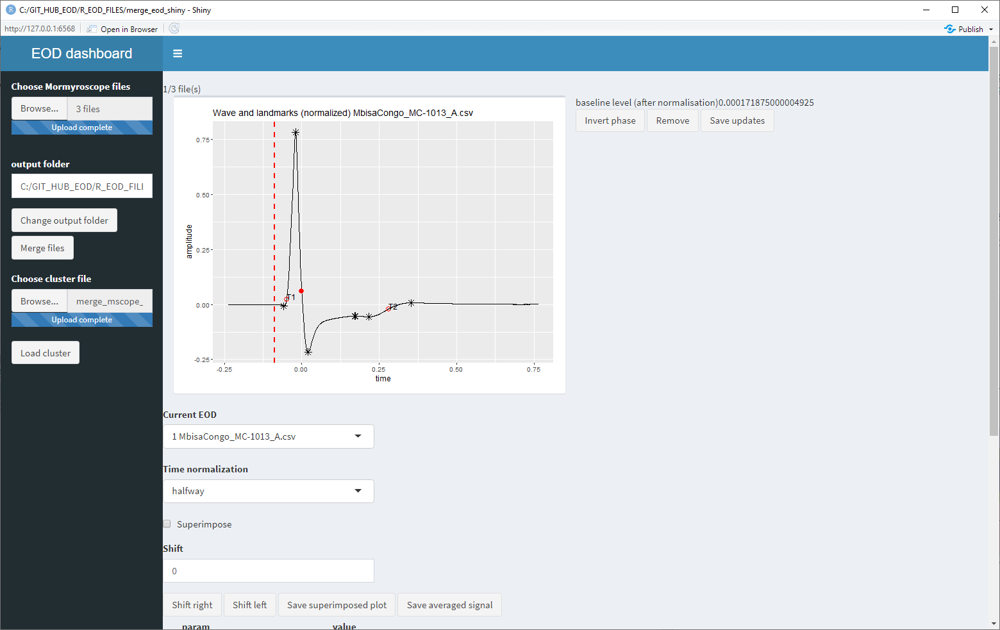 C:/GIT_HUB_EOD/R_EOD_FILES/merge_eod_shiny - Shiny
http://127.0.0.1:6568 Open in Browser Publish
EOD dashboard
Choose Mormyroscope files
Browse... 3 files
Upload complete
output folder
C:/GIT_HUB_EOD/R_EOD_FILI
Change output folder
Merge files
Choose cluster file
Browse... merge_mscope_
Upload complete
Load cluster
1/3 file(s)
Wave and landmarks (normalized) MbisaCongo_MC-1013_A.csv
amplitude
0.75
0.50
0.25
0.00
-0.25
T1
T2
-0.25 0.00 0.25 0.50 0.75
time
baseline level (after normalisation)0.000171875000004925
Invert phase Remove Save updates
Current EOD
1 MbisaCongo_MC-1013_A.csv
Time normalization
halfway
Superimpose
Shift
0
Shift right Shift left Save superimposed plot Save averaged signal
param value